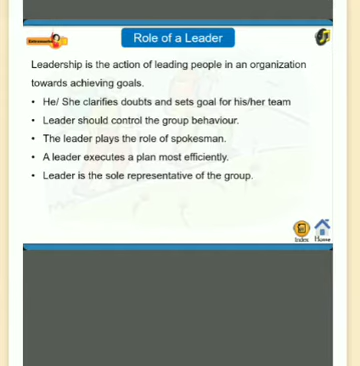 Role of a Leader
Leadership is the action of leading people in an organization
towards achieving goals.
• He/ She clarifies doubts and sets goal for his/her team
• Leader should control the group behaviour.
• The leader plays the role of spokesman.
• A leader executes a plan most efficiently.
• Leader is the sole representative of the group.
Index Home